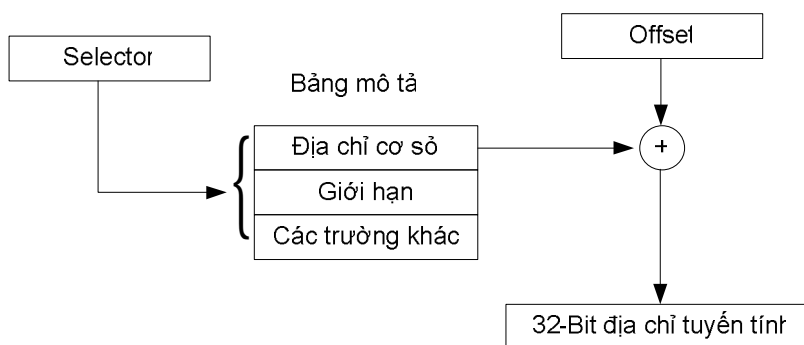 Offset
Selector
Bảng mô tả
Địa chỉ cơ sỏ
+
Giới hạn
Các trường khác
32-Bit địa chỉ tuyến tính